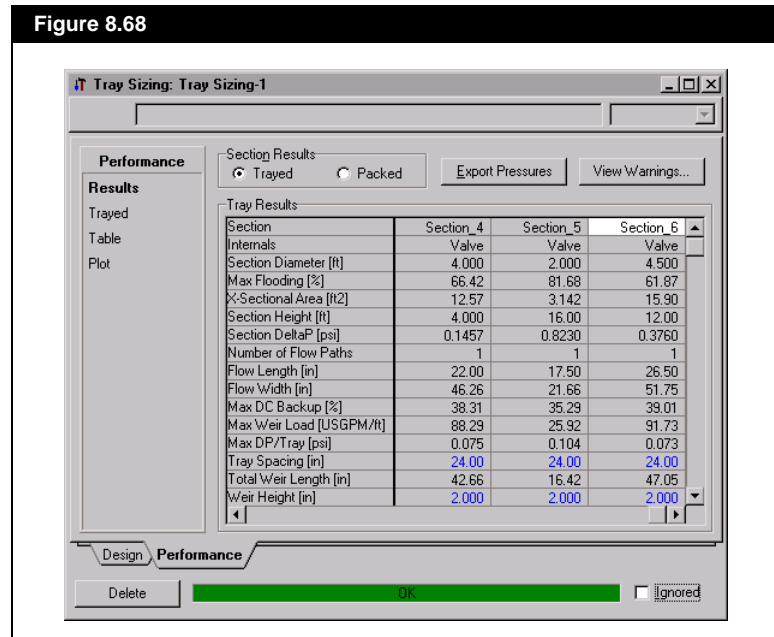 Figure 8.68
Tray Sizing: Tray Sizing-1
Performance
Results
Trayed
Table
Plot
Section Results
Trayed Packed
Export Pressures View Warnings...
Tray Results
Section Section_4 Section_5 Section_6
Internals Valve Valve Valve
Section Diameter [ft] 4.000 2.000 4.500
Max Flooding [%] 66.42 81.68 61.87
X-Sectional Area [ft2] 12.57 3.142 15.90
Section Height [ft] 4.000 16.00 12.00
Section DeltaP [psi] 0.1457 0.8230 0.3760
Number of Flow Paths 1 1 1
Flow Length [in] 22.00 17.50 26.50
Flow Width [in] 46.26 21.66 51.75
Max DC Backup [%] 38.31 35.29 39.01
Max Weir Load [USGPM/ft] 88.29 25.92 91.73
Max DP/Tray [psi] 0.075 0.104 0.073
Tray Spacing [in] 24.00 24.00 24.00
Total Weir Length [in] 42.66 16.42 47.05
Weir Height [in] 2.000 2.000 2.000
Design Performance
Delete OK Ignored